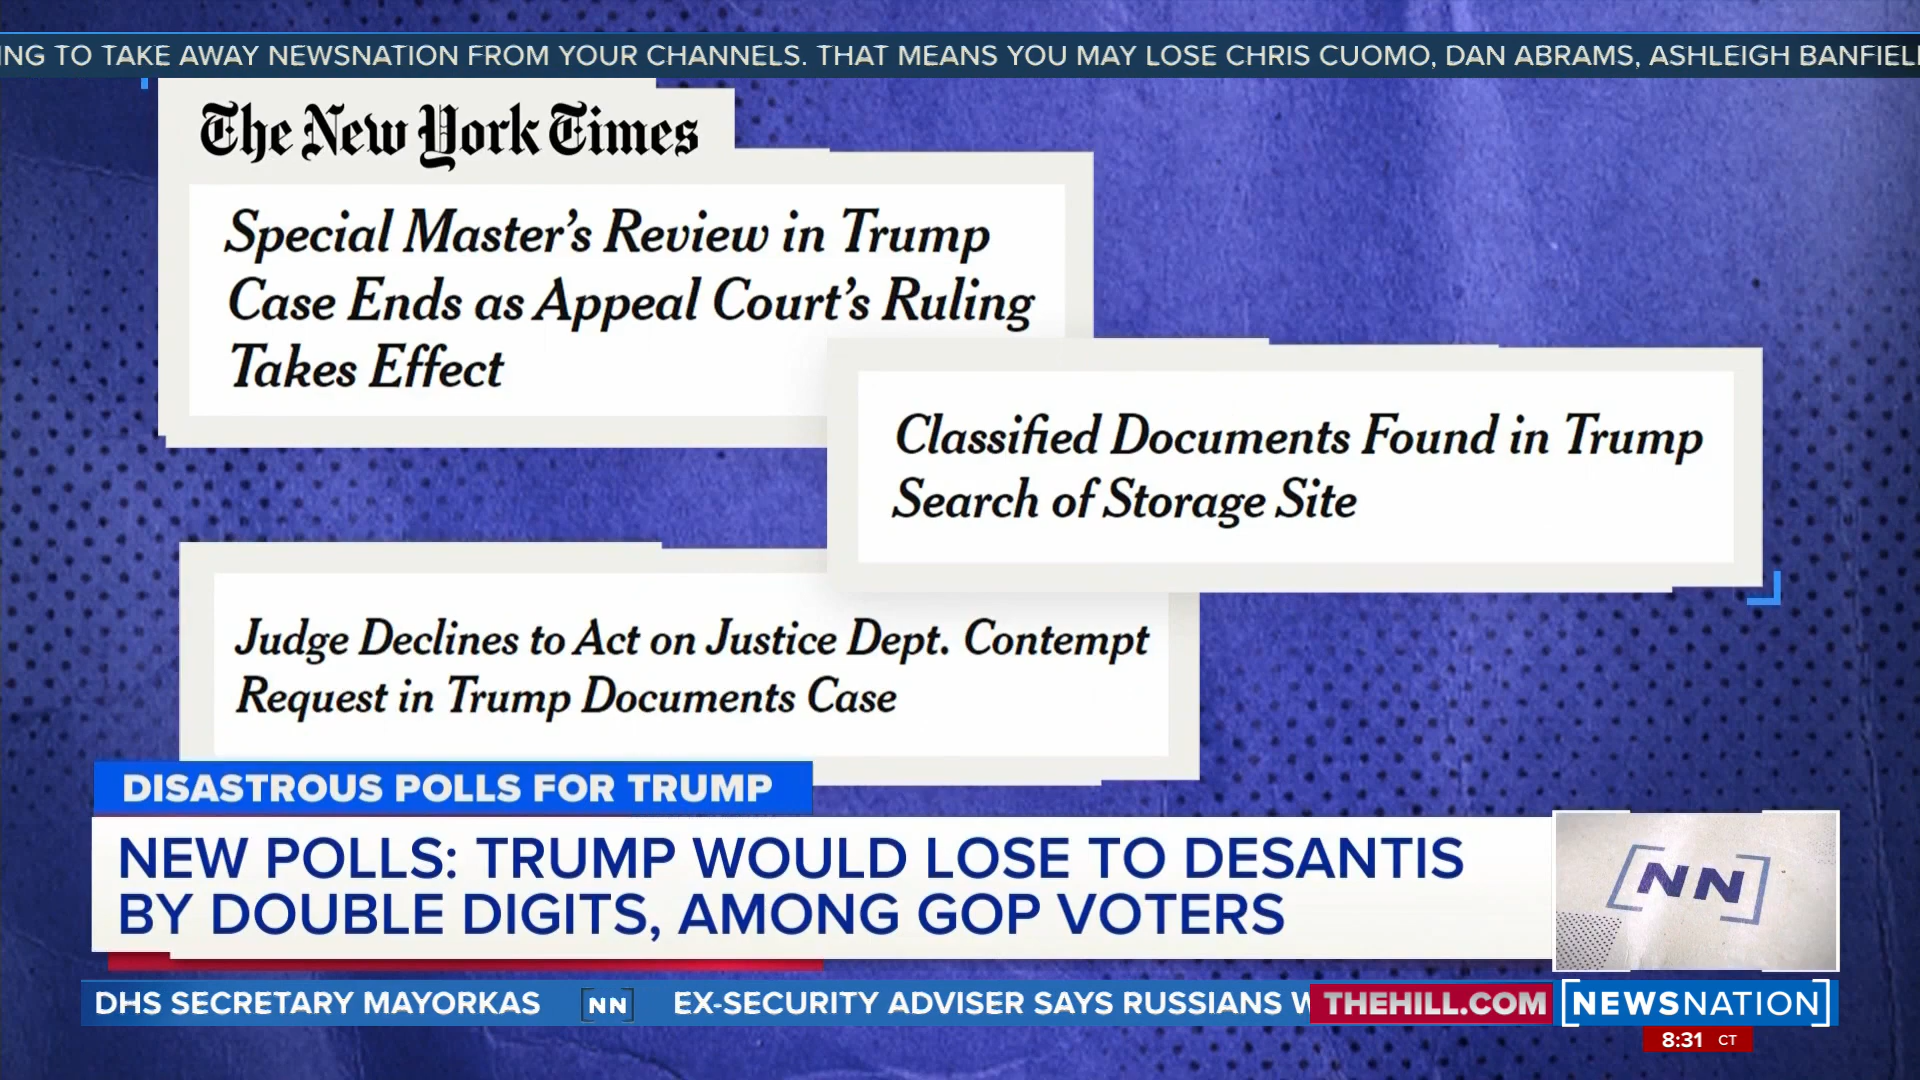 TO TAKE AWAY NEWSNATION FROM YOUR CHANNELS. THAT MEANS YOU MAY LOSE CHRIS CUOMO, DAN ABRAMS, ASHLEIGH
The New York Times
Special Master's Review in Trump
Case Ends as Appeal Court's Ruling
Takes Effect
Classified Documents Found in Trump
Search of Storage Site
Judge Declines to Act on Justice Dept. Contempt
Request in Trump Documents Case
DISASTROUS POLLS FOR TRUMP
NEW POLLS: TRUMP WOULD LOSE TO DESANTIS
BY DOUBLE DIGITS, AMONG GOP VOTERS
[NN]
DHS SECRETARY MAYORKAS [NN] EX-SECURITY ADVISER SAYS RUSSIANS THEHILL.COM [NEWSNATION]
8:31 CT